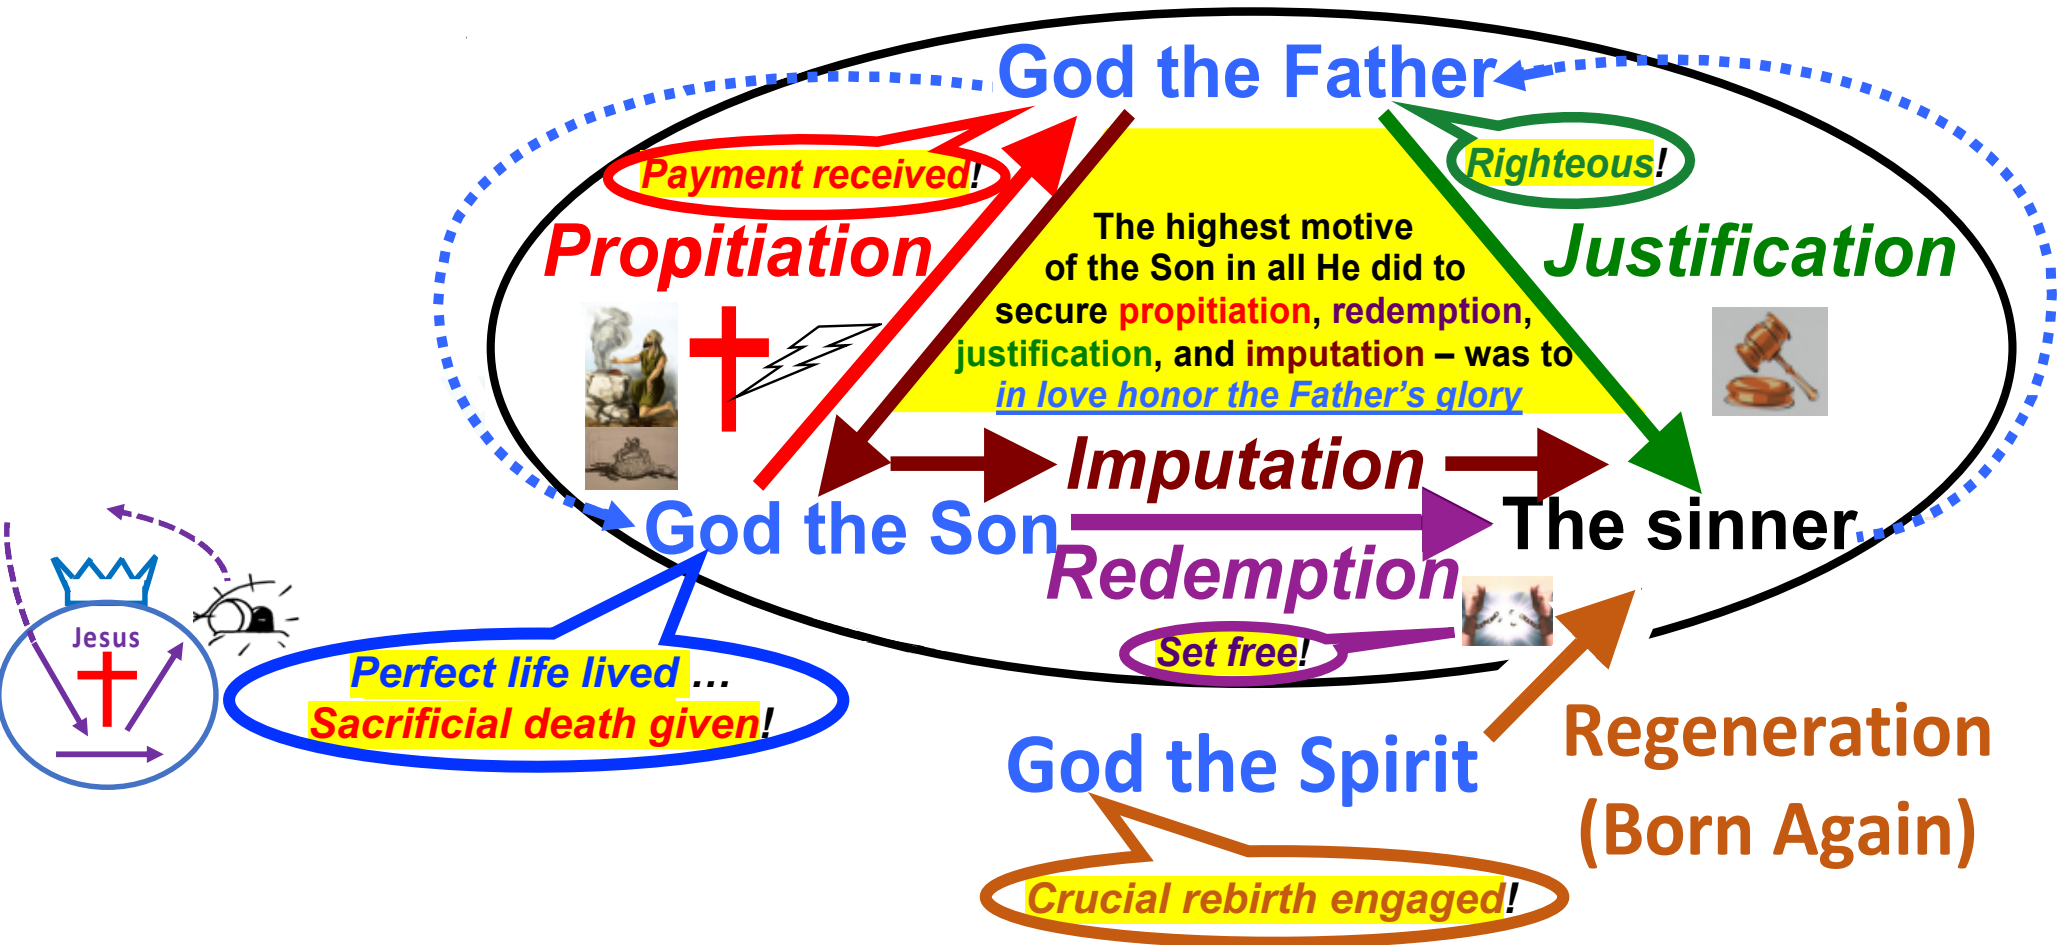 God the Father
Payment received!
Righteous!
Propitiation
Justification
The highest motive
of the Son in all He did to
secure propitiation, redemption,
justification, and imputation – was to
in love honor the Father's glory
Imputation
God the Son
The sinner
Redemption
Set free!
Jesus
Perfect life lived ...
Sacrificial death given!
God the Spirit
Regeneration
(Born Again)
Crucial rebirth engaged!